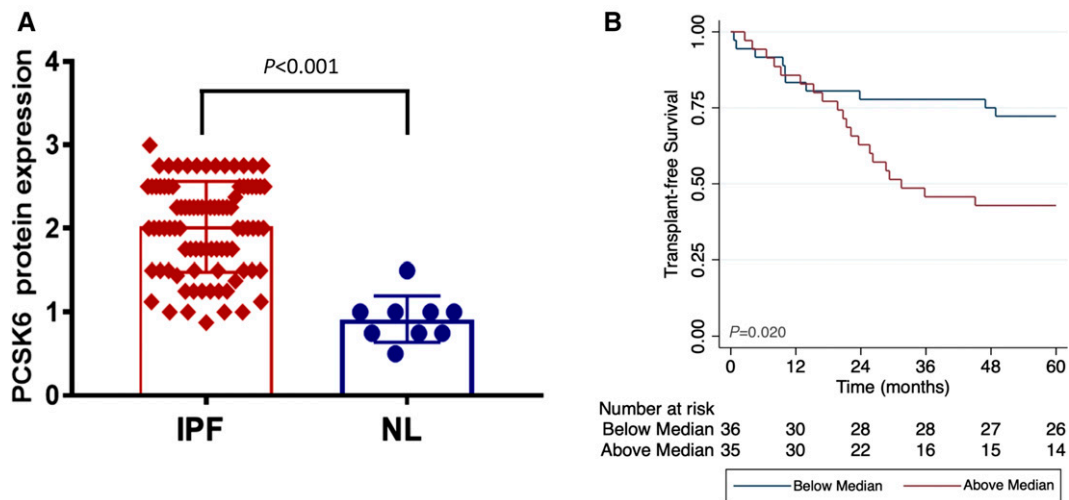 A
PCSK6 protein expression
4
3
2
1
0
P<0.001
IPF
NL
B
Transplant-free Survival
1.00
0.75
0.50
0.25
0.00
P=0.020
0 12 24 36 48 60
Time (months)
Number at risk
Below Median 36 30 28 28 27 26
Above Median 35 30 22 16 15 14
Below Median
Above Median